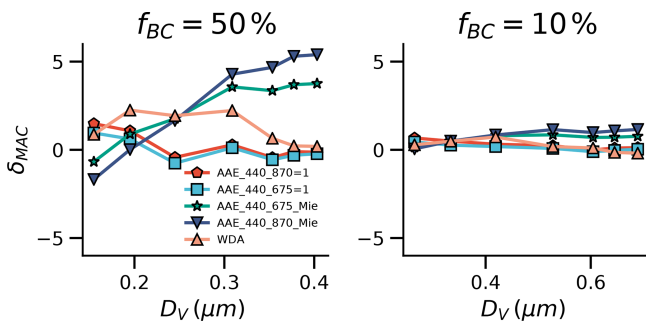 f_BC = 50 %
f_BC = 10 %
δ_MAC
5
0
−5
AAE_440_870=1
AAE_440_675=1
AAE_440_675_Mie
AAE_440_870_Mie
WDA
0.2
0.3
0.4
D_V (μm)
5
0
−5
0.4
0.6
D_V (μm)